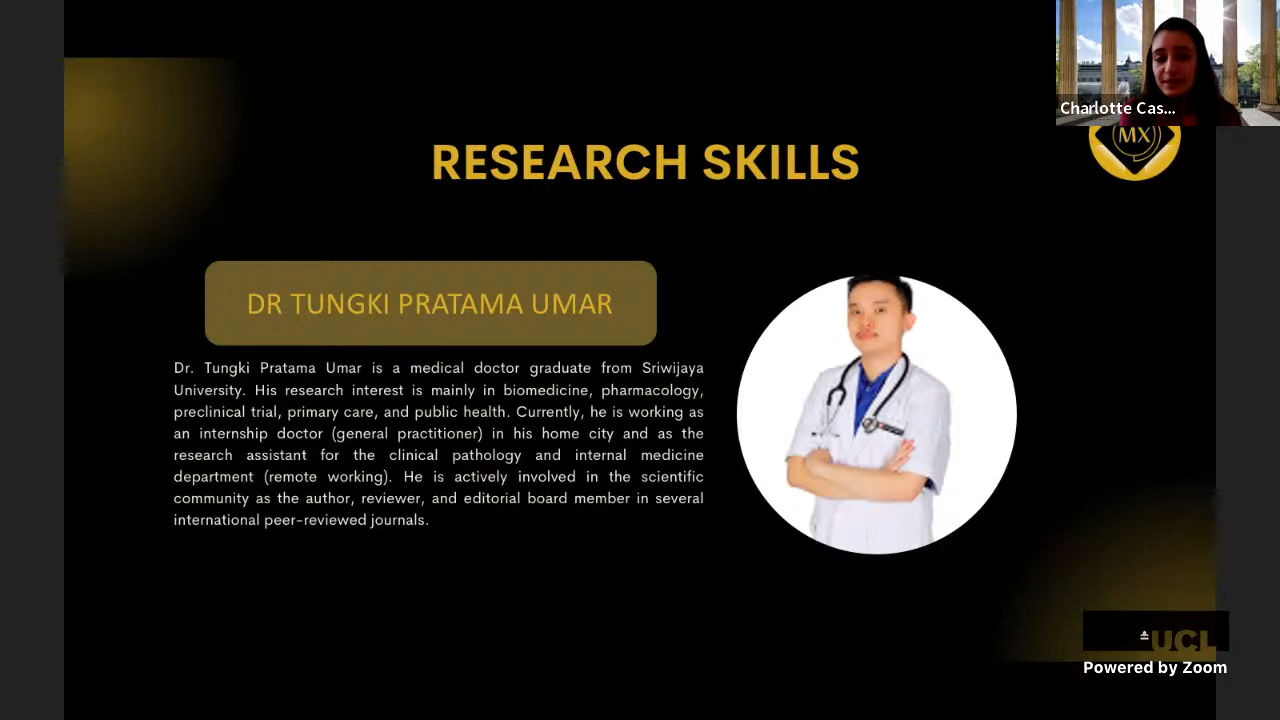 Charlotte Cas...
MX
RESEARCH SKILLS
DR TUNGKI PRATAMA UMAR
Dr. Tungki Pratama Umar is a medical doctor graduate from Sriwijaya
University. His research interest is mainly in biomedicine, pharmacology,
preclinical trial, primary care, and public health. Currently, he is working as
an internship doctor (general practitioner) in his home city and as the
research assistant for the clinical pathology and internal medicine
department (remote working). He is actively involved in the scientific
community as the author, reviewer, and editorial board member in several
international peer-reviewed journals.
UCL
Powered by Zoom